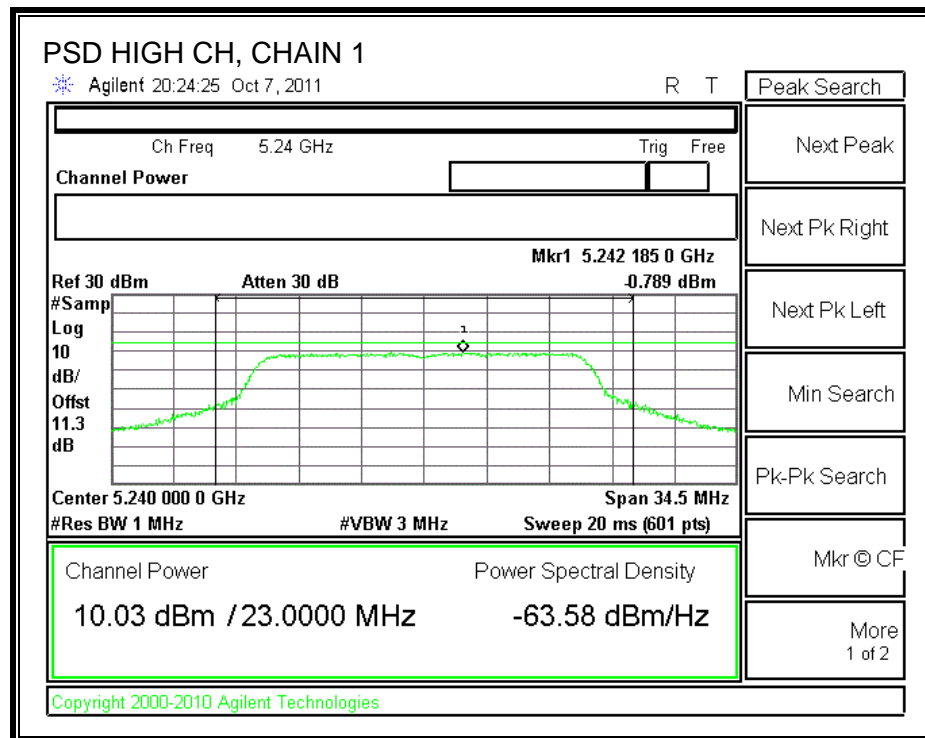 PSD HIGH CH, CHAIN 1
Agilent 20:24:25 Oct 7, 2011 R T
Peak Search
Ch Freq 5.24 GHz Trig Free
Channel Power
Next Peak
Next Pk Right
Mkr1 5.242 185 0 GHz
Ref 30 dBm Atten 30 dB -0.789 dBm
#Samp
Log
10
dB/
Offst
11.3
dB
1
Next Pk Left
Min Search
Pk-Pk Search
Center 5.240 000 0 GHz Span 34.5 MHz
#Res BW 1 MHz #VBW 3 MHz Sweep 20 ms (601 pts)
Channel Power Power Spectral Density
10.03 dBm / 23.0000 MHz -63.58 dBm/Hz
Mkr © CF
More
1 of 2
Copyright 2000-2010 Agilent Technologies